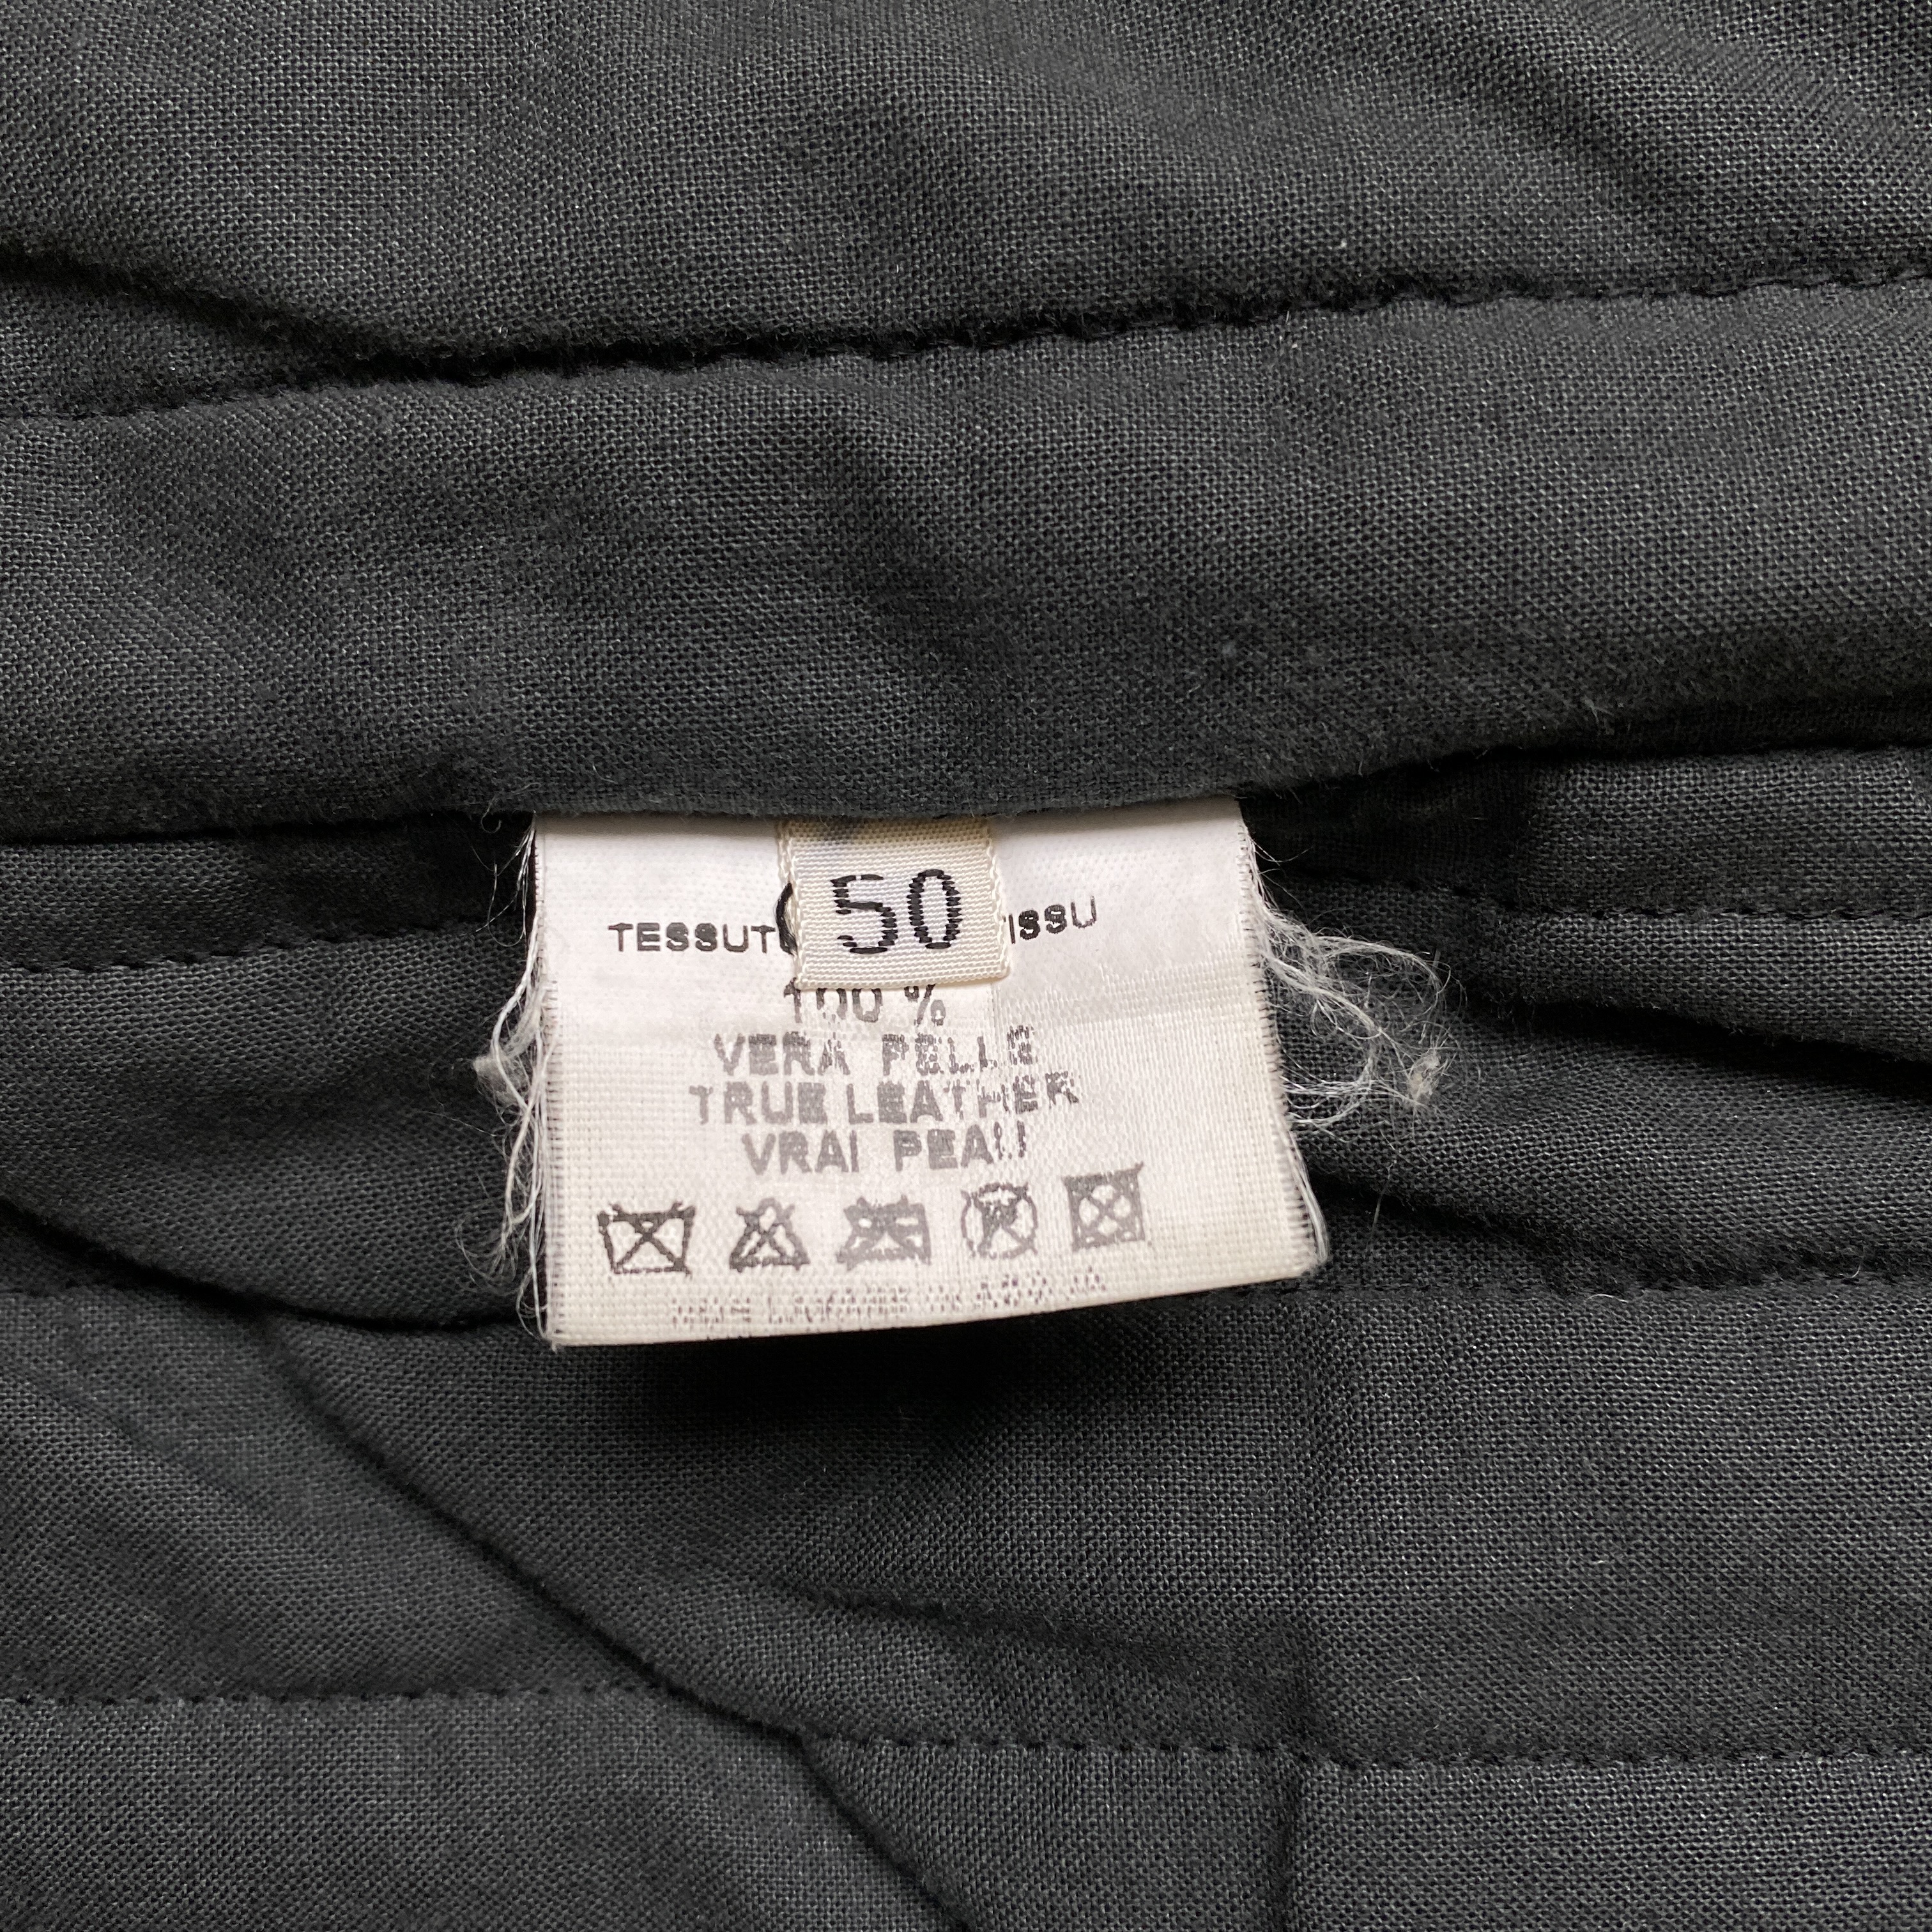 50
TESSUT ISSU
100 %
VERA PELLE
TRUE LEATHER
VRAI PEAU